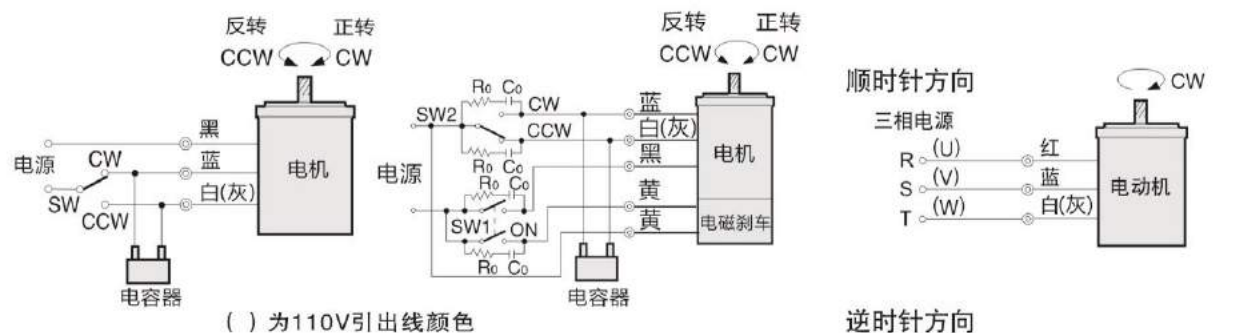 反转 正转
CCW CW
黑
电源
CW
蓝
SW
CCW
白(灰)
电机
电容器
反转 正转
CCW CW
R₀ C₀
SW2
CW
CCW
R₀ C₀
蓝
白(灰)
黑
电机
电源
R₀ C₀
黄
SW1
ON
黄
电磁刹车
R₀ C₀
电容器
( ) 为110V引出线颜色
CW
顺时针方向
三相电源
R (U) 红
S (V) 蓝
T (W) 白(灰)
电动机
逆时针方向